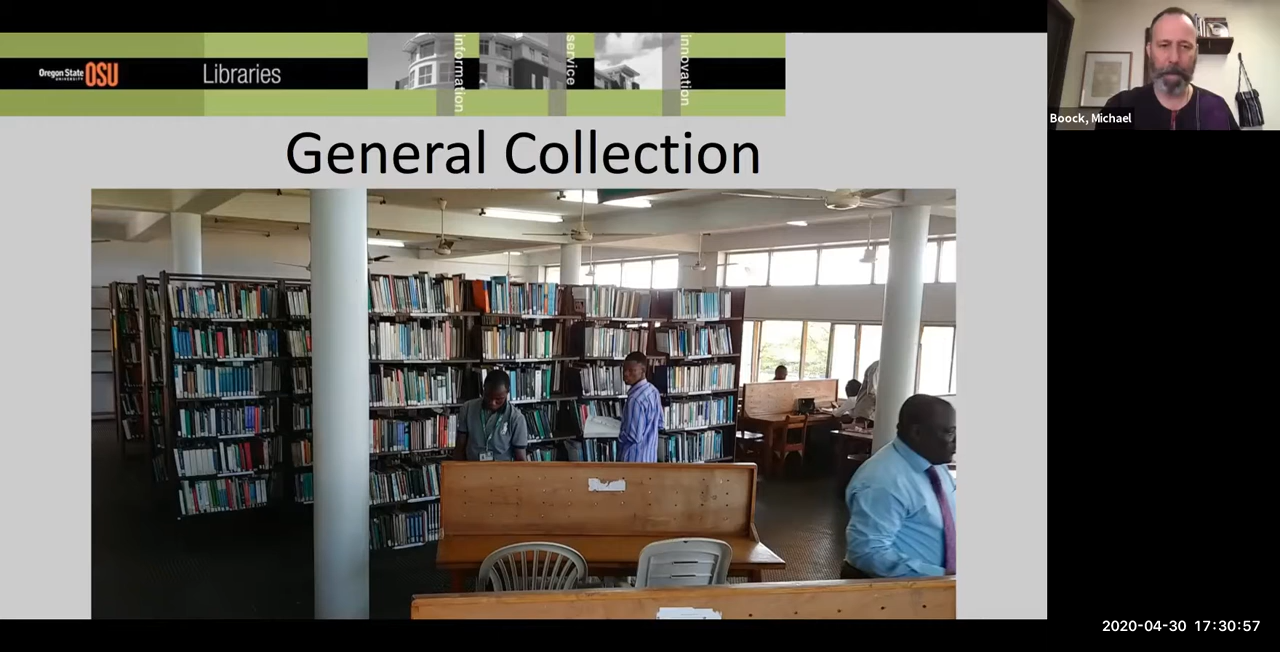 Oregon State
UNIVERSITY
OSU
Libraries
information
service
innovation
General Collection
Boock, Michael
2020-04-30 17:30:57